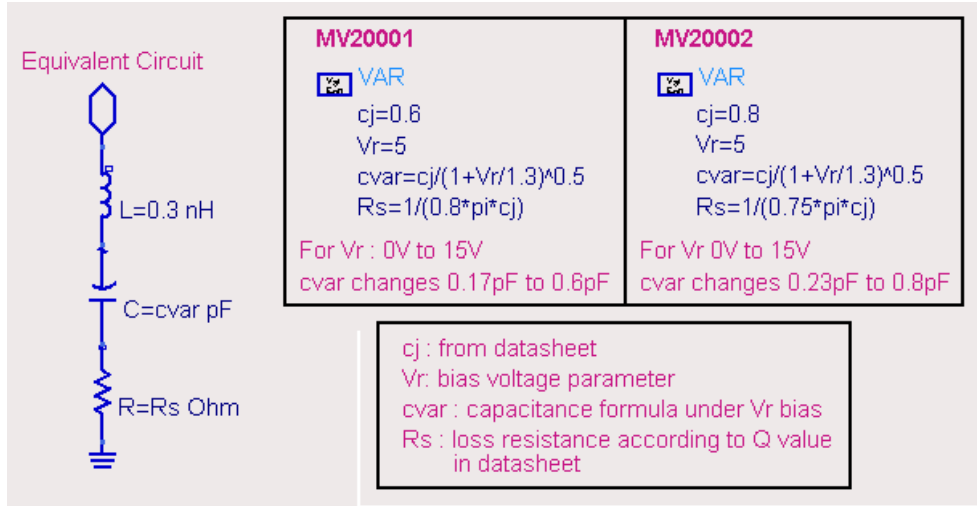 Equivalent Circuit
L=0.3 nH
C=cvar pF
R=Rs Ohm
MV20001
Var
Eqn
VAR
cj=0.6
Vr=5
cvar=cj/(1+Vr/1.3)^0.5
Rs=1/(0.8*pi*cj)
For Vr : 0V to 15V
cvar changes 0.17pF to 0.6pF
MV20002
Var
Eqn
VAR
cj=0.8
Vr=5
cvar=cj/(1+Vr/1.3)^0.5
Rs=1/(0.75*pi*cj)
For Vr 0V to 15V
cvar changes 0.23pF to 0.8pF
cj : from datasheet
Vr: bias voltage parameter
cvar : capacitance formula under Vr bias
Rs : loss resistance according to Q value
in datasheet